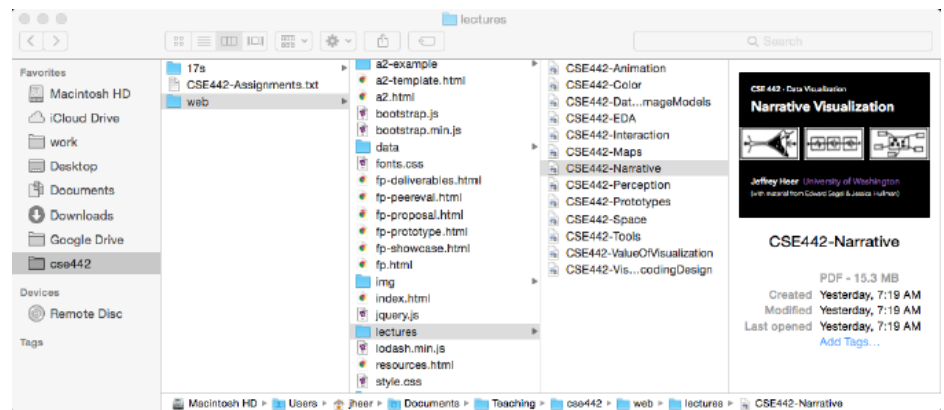 lectures
Search
Favorites
Macintosh HD
iCloud Drive
work
Desktop
Documents
Downloads
Google Drive
cse442
Devices
Remote Disc
Tags
17s
CSE442-Assignments.txt
web
a2-example
a2-template.html
a2.html
bootstrap.js
bootstrap.min.js
data
fonts.css
fp-deliverables.html
fp-peereval.html
fp-proposal.html
fp-prototype.html
fp-showcase.html
fp.html
img
index.html
jquery.js
lectures
lodash.min.js
resources.html
style.css
CSE442-Animation
CSE442-Color
CSE442-Dat...mageModels
CSE442-EDA
CSE442-Interaction
CSE442-Maps
CSE442-Narrative
CSE442-Perception
CSE442-Prototypes
CSE442-Space
CSE442-Tools
CSE442-ValueOfVisualization
CSE442-Vis...codingDesign
CSE 442 - Data Visualization
Narrative Visualization
Jeffrey Heer University of Washington
(with material from Edward Segel & Jessica Hullman)
CSE442-Narrative
PDF - 15.3 MB
Created Yesterday, 7:19 AM
Modified Yesterday, 7:19 AM
Last opened Yesterday, 7:19 AM
Add Tags...
Macintosh HD Users jheer Documents Teaching cse442 web lectures CSE442-Narrative